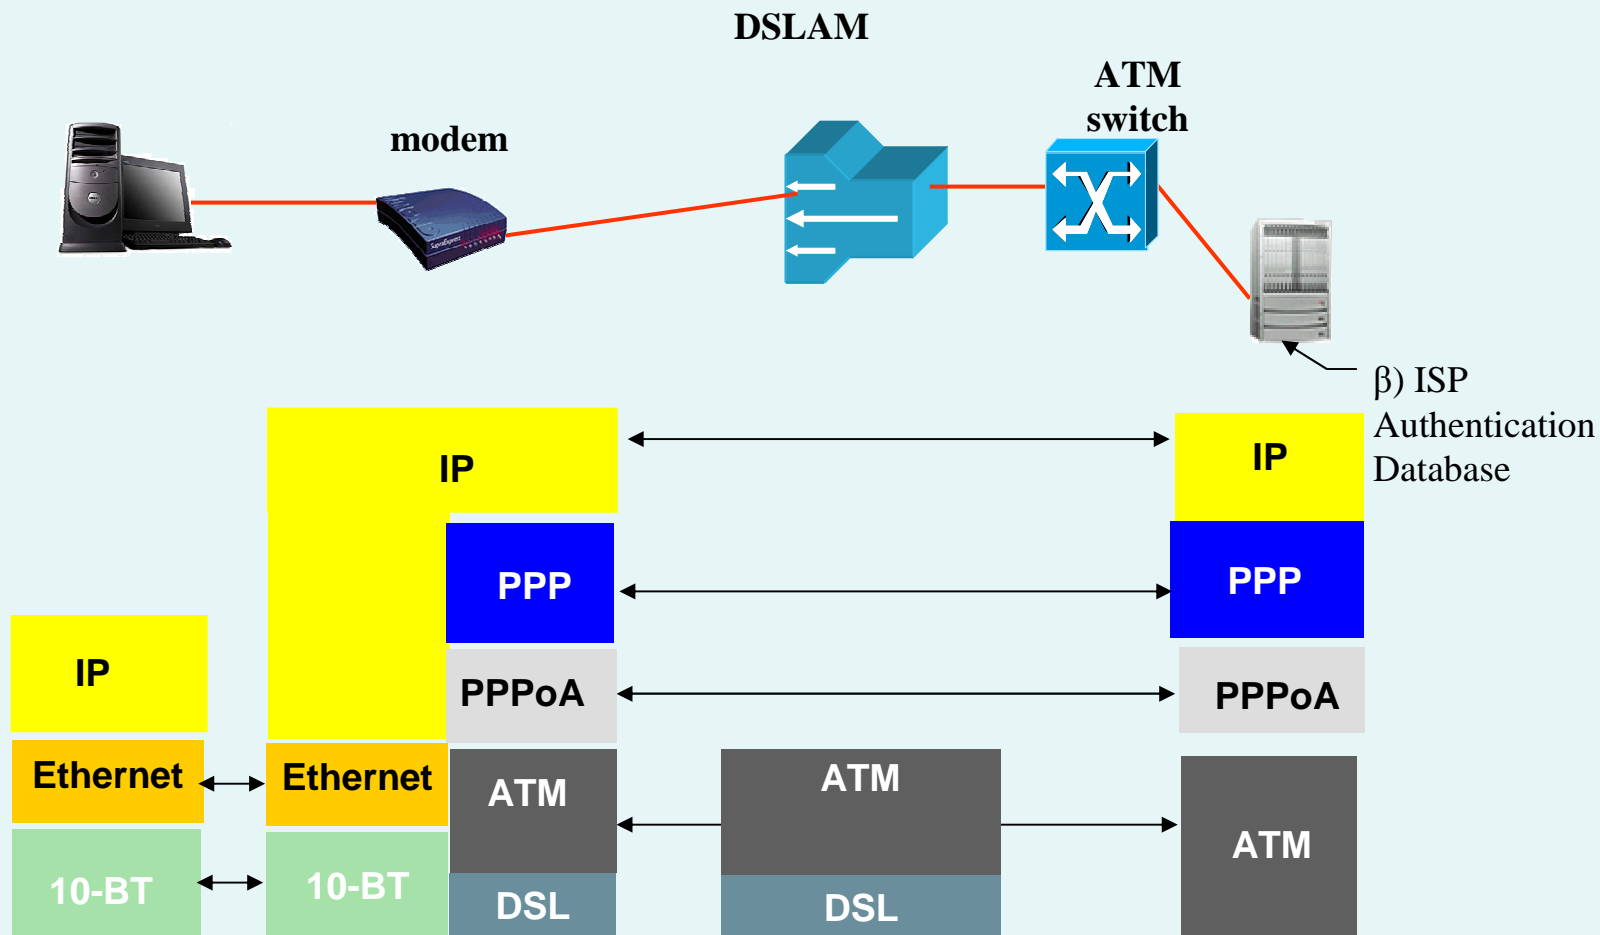 DSLAM
ATM
switch
modem
SupraExpress
β) ISP
Authentication
Database
IP
IP
PPP
PPP
IP
PPPoA
PPPoA
Ethernet
Ethernet
ATM
ATM
ATM
10-BT
10-BT
DSL
DSL